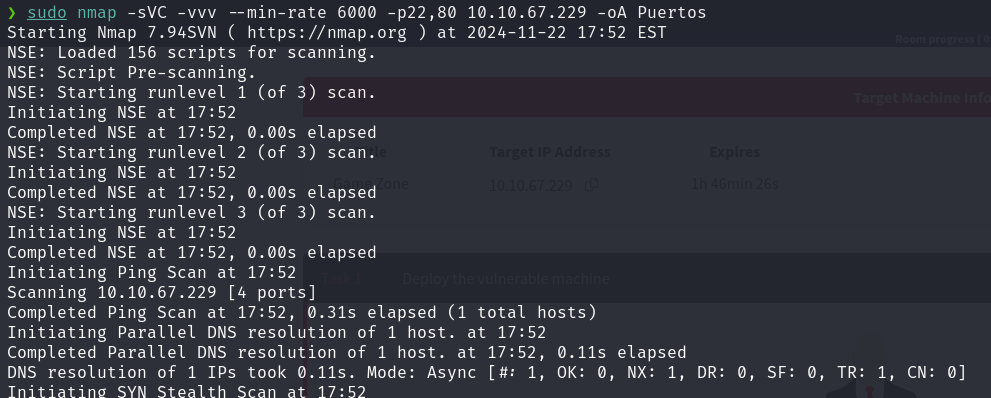 ❯ sudo nmap -sVC -vvv --min-rate 6000 -p22,80 10.10.67.229 -oA Puertos
Starting Nmap 7.94SVN ( https://nmap.org ) at 2024-11-22 17:52 EST
NSE: Loaded 156 scripts for scanning.
NSE: Script Pre-scanning.
NSE: Starting runlevel 1 (of 3) scan.
Initiating NSE at 17:52
Completed NSE at 17:52, 0.00s elapsed
NSE: Starting runlevel 2 (of 3) scan.
Initiating NSE at 17:52
Completed NSE at 17:52, 0.00s elapsed
NSE: Starting runlevel 3 (of 3) scan.
Initiating NSE at 17:52
Completed NSE at 17:52, 0.00s elapsed
Initiating Ping Scan at 17:52
Scanning 10.10.67.229 [4 ports]
Completed Ping Scan at 17:52, 0.31s elapsed (1 total hosts)
Initiating Parallel DNS resolution of 1 host. at 17:52
Completed Parallel DNS resolution of 1 host. at 17:52, 0.11s elapsed
DNS resolution of 1 IPs took 0.11s. Mode: Async [#: 1, OK: 0, NX: 1, DR: 0, SF: 0, TR: 1, CN: 0]
Initiating SYN Stealth Scan at 17:52
Room progress ( 0
Target Machine Info
Title Target IP Address Expires
Game Zone 10.10.67.229 1h 46min 26s
Deploy the vulnerable machine